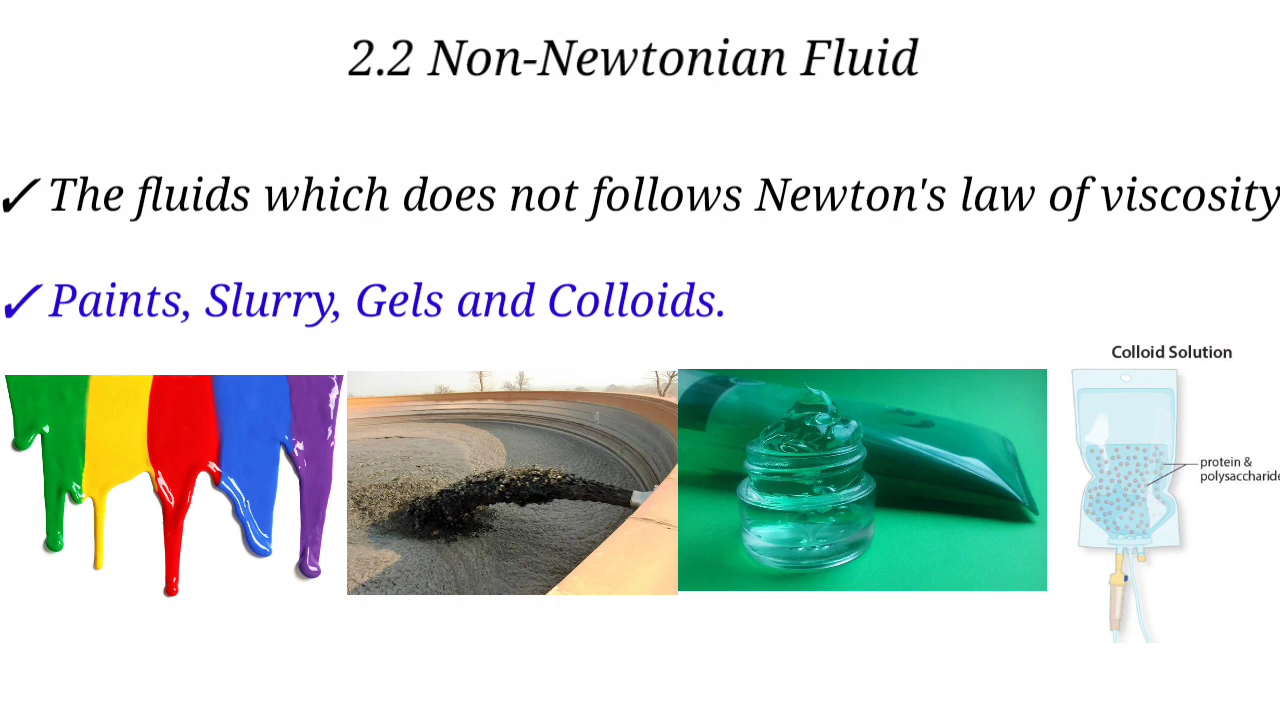 2.2 Non-Newtonian Fluid
✓ The fluids which does not follows Newton's law of viscosity
✓ Paints, Slurry, Gels and Colloids.
Colloid Solution
protein &
polysaccharide